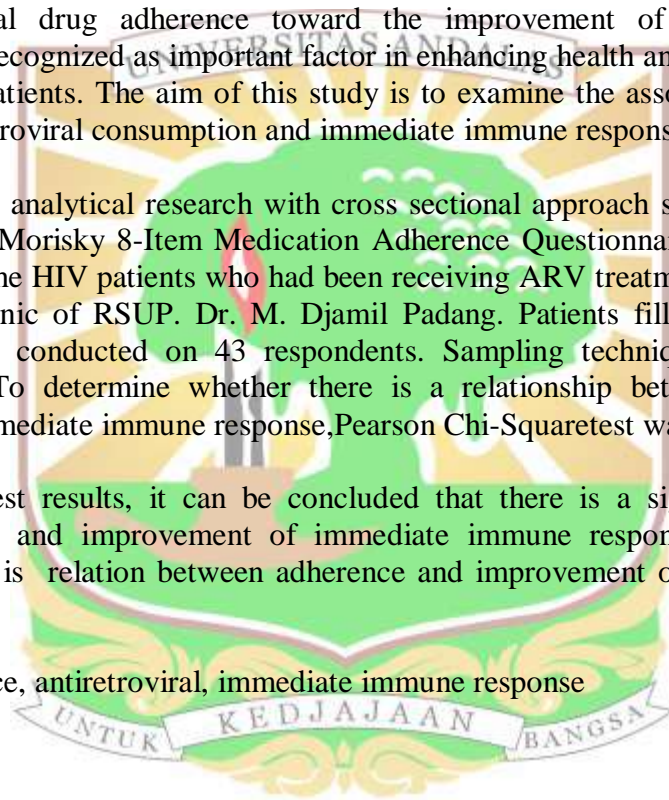 al drug adherence toward the improvement of
UNIVERSITAS ANDALAS
ecognized as important factor in enhancing health an
atients. The aim of this study is to examine the asso
roviral consumption and immediate immune respons
analytical research with cross sectional approach s
Morisky 8-Item Medication Adherence Questionna
ne HIV patients who had been receiving ARV treatm
nic of RSUP. Dr. M. Djamil Padang. Patients fill
conducted on 43 respondents. Sampling techniq
To determine whether there is a relationship bet
mediate immune response,Pearson Chi-Squaretest wa
est results, it can be concluded that there is a si
and improvement of immediate immune respon
is relation between adherence and improvement o
ce, antiretroviral, immediate immune response
UNTUK KEDJAJAAN BANGSA